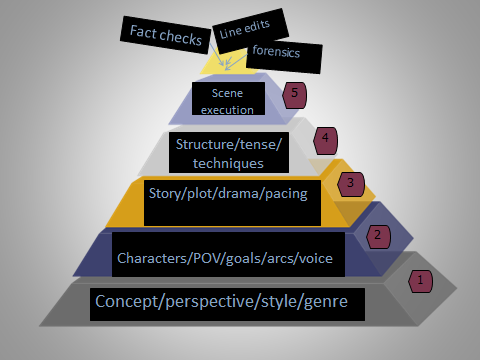 Fact checks
Line edits
forensics
Scene
execution
5
Structure/tense/
techniques
4
Story/plot/drama/pacing
3
Characters/POV/goals/arcs/voice
2
Concept/perspective/style/genre
1